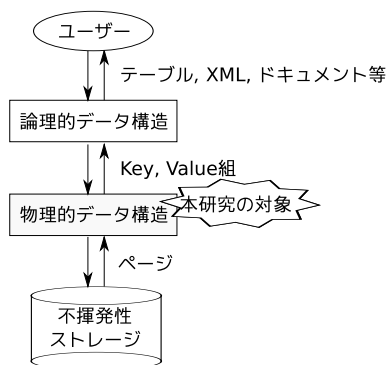 ユーザー
テーブル, XML, ドキュメント等
論理的データ構造
Key, Value組
物理的データ構造
本研究の対象
ページ
不揮発性
ストレージ